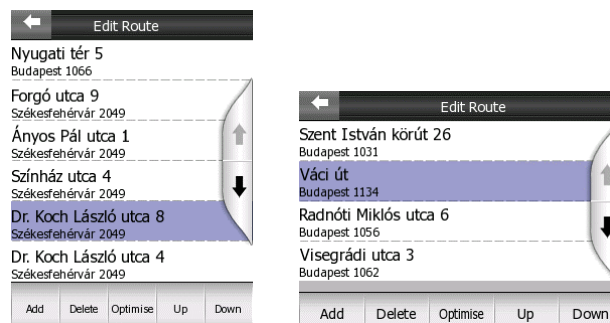 Edit Route
Nyugati tér 5
Budapest 1066
Forgó utca 9
Székesfehérvár 2049
Ányos Pál utca 1
Székesfehérvár 2049
Színház utca 4
Székesfehérvár 2049
Dr. Koch László utca 8
Székesfehérvár 2049
Dr. Koch László utca 4
Székesfehérvár 2049
Add Delete Optimise Up Down
Edit Route
Szent István körút 26
Budapest 1031
Váci út
Budapest 1134
Radnóti Miklós utca 6
Budapest 1056
Visegrádi utca 3
Budapest 1062
Add Delete Optimise Up Down